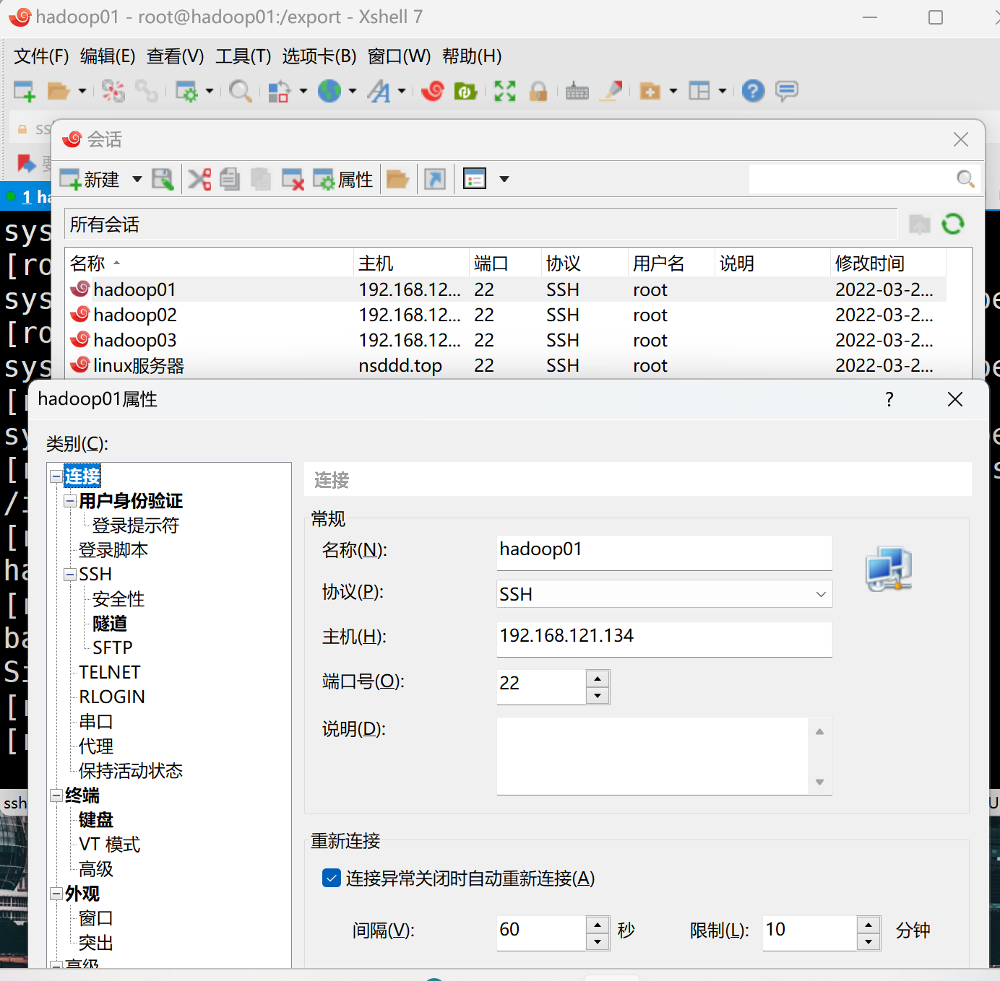 hadoop01 - root@hadoop01:/export - Xshell 7
文件(F) 编辑(E) 查看(V) 工具(T) 选项卡(B) 窗口(W) 帮助(H)
会话
新建 属性
1 ha
所有会话
名称 主机 端口 协议 用户名 说明 修改时间
hadoop01 192.168.12... 22 SSH root 2022-03-2...
hadoop02 192.168.12... 22 SSH root 2022-03-2...
hadoop03 192.168.12... 22 SSH root 2022-03-2...
linux服务器 nsddd.top 22 SSH root 2022-03-2...
hadoop01属性 ?
类别(C):
连接
用户身份验证
登录提示符
登录脚本
SSH
安全性
隧道
SFTP
TELNET
RLOGIN
串口
代理
保持活动状态
终端
键盘
VT 模式
高级
外观
窗口
突出
高级
连接
常规
名称(N): hadoop01
协议(P): SSH
主机(H): 192.168.121.134
端口号(O): 22
说明(D):
重新连接
连接异常关闭时自动重新连接(A)
间隔(V): 60 秒 限制(L): 10 分钟
ssh